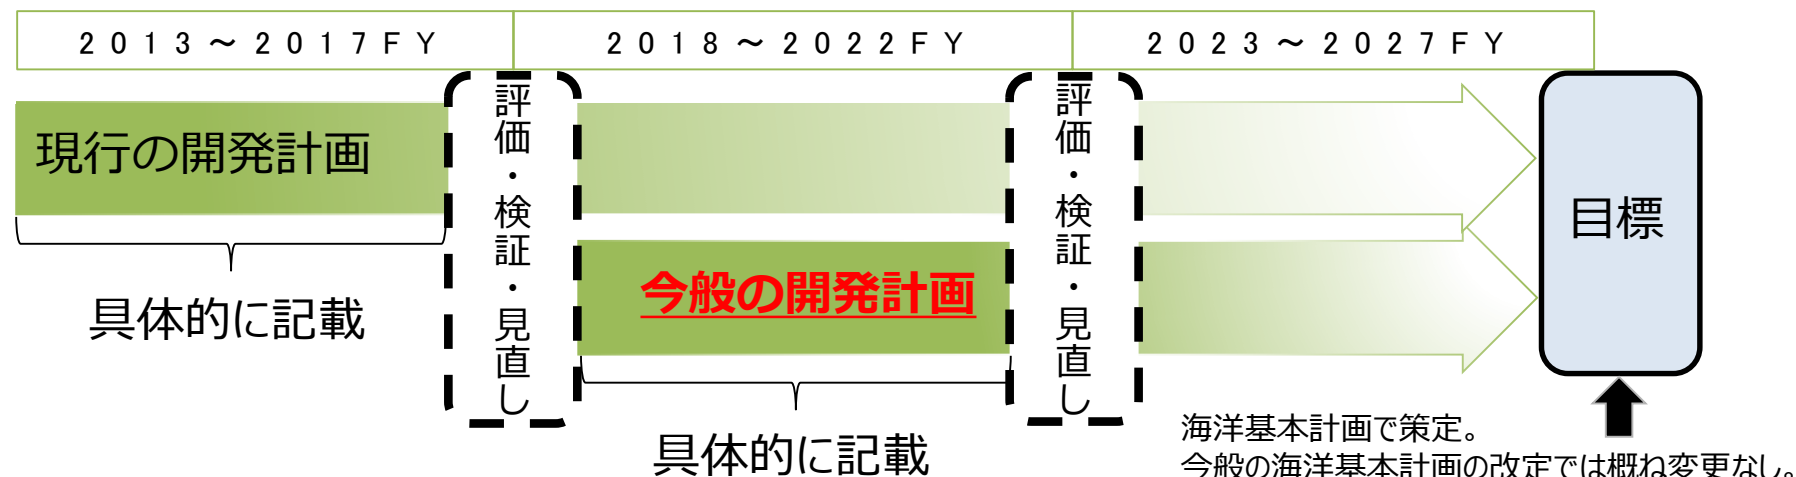 ２０１３～２０１７ＦＹ
２０１８～２０２２ＦＹ
２０２３～２０２７ＦＹ
現行の開発計画
評価・検証・見直し
評価・検証・見直し
目標
今般の開発計画
具体的に記載
具体的に記載
海洋基本計画で策定。
今般の海洋基本計画の改定では概ね変更なし。